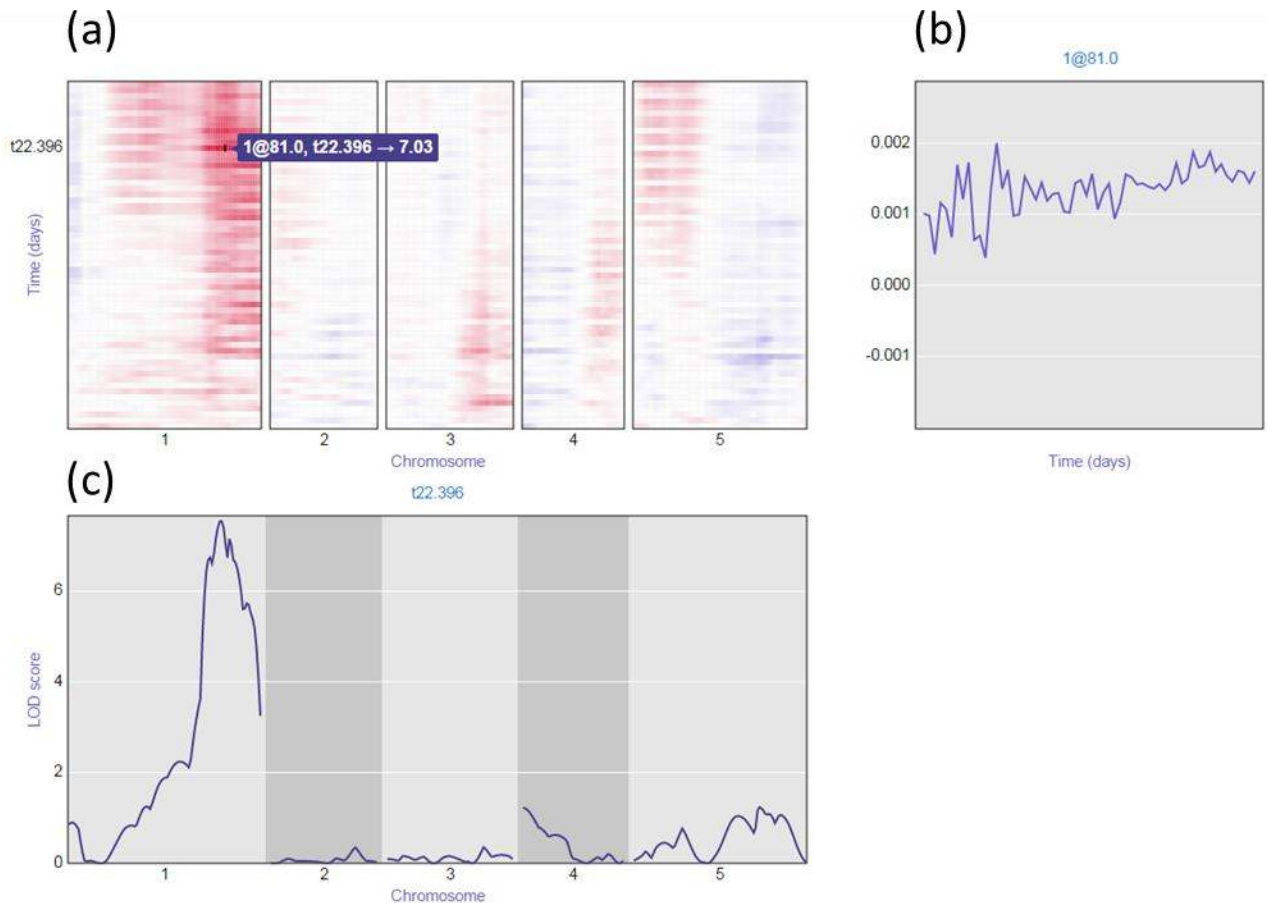 (a)
t22.396
1@81.0, t22.396 → 7.03
Time (days)
1 2 3 4 5
Chromosome
(b)
1@81.0
0.002
0.001
0.000
-0.001
Time (days)
(c)
t22.396
6
4
2
0
LOD score
1 2 3 4 5
Chromosome